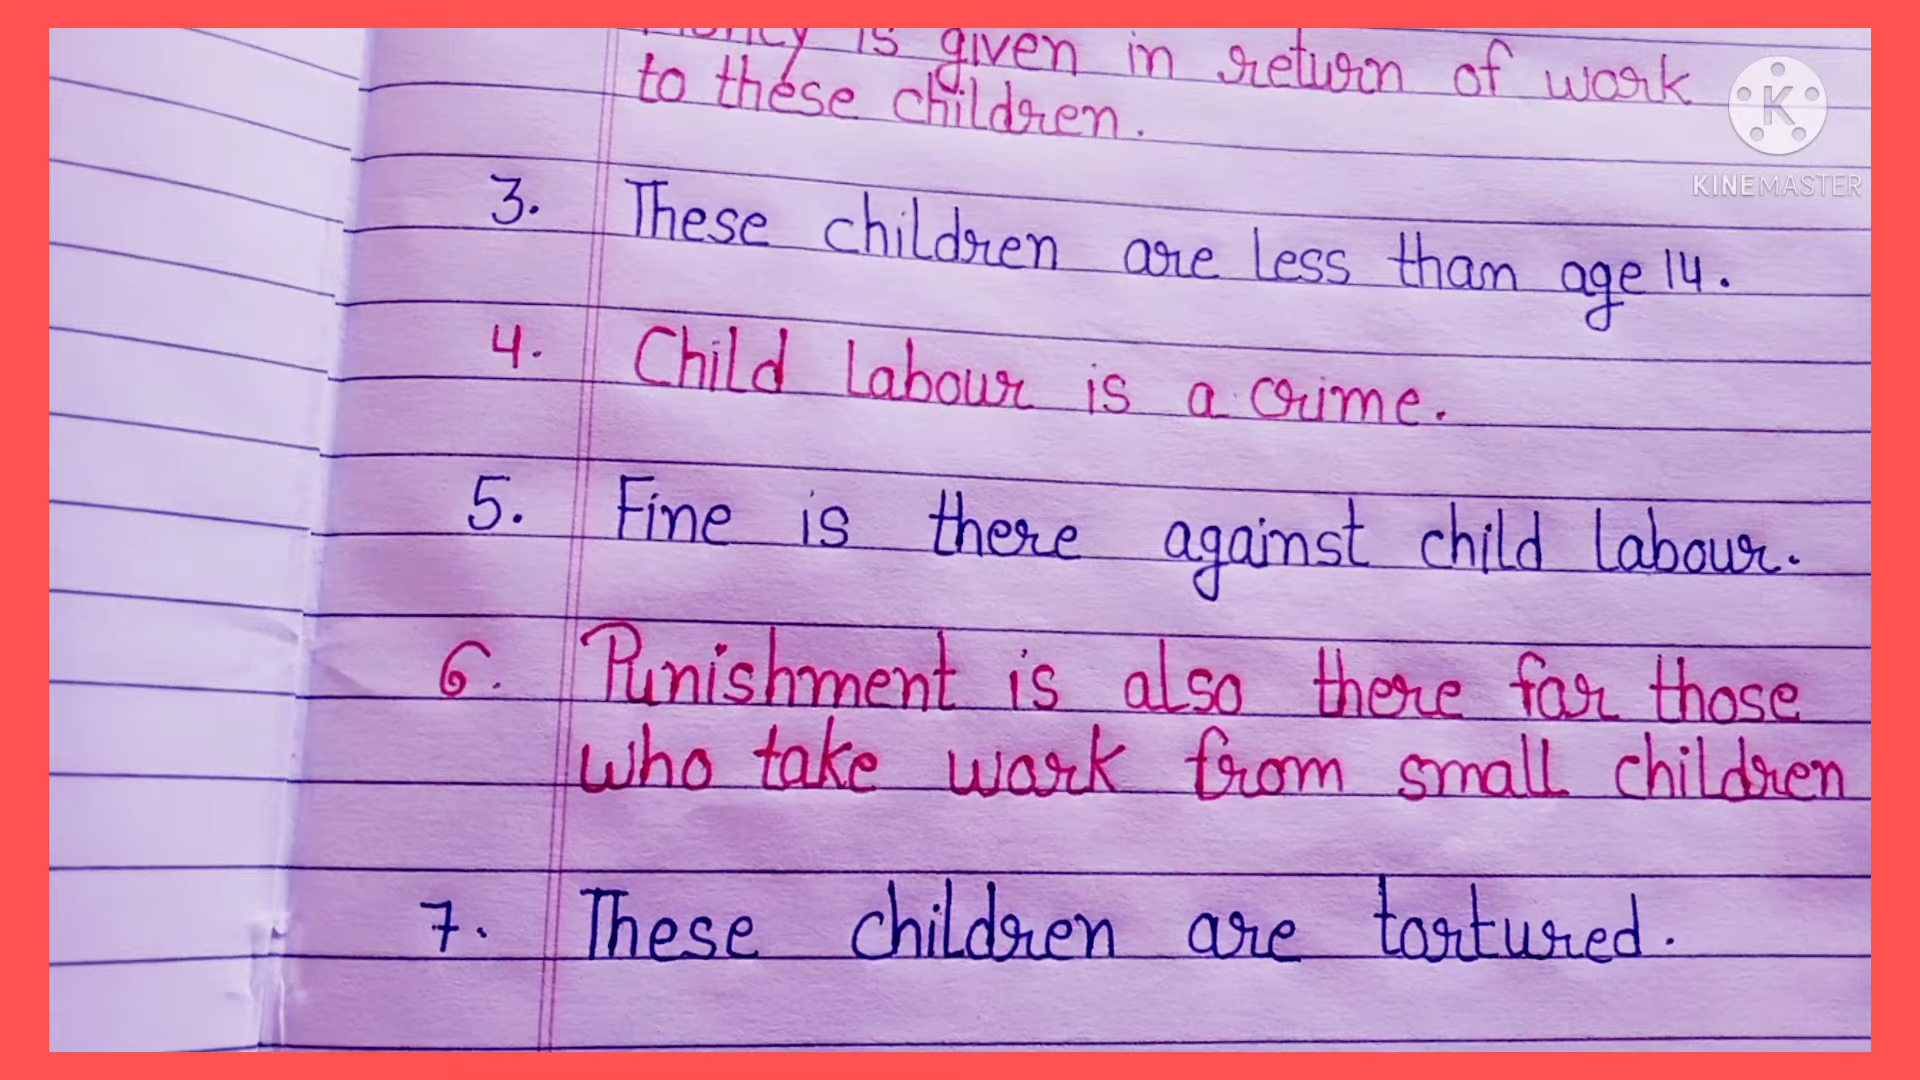 money is given in return of work
to these children.
3. These children are less than age 14.
4. Child labour is a crime.
5. Fine is there against child labour.
6. Punishment is also there for those
who take work from small children
7. These children are tortured.
K
KINEMASTER